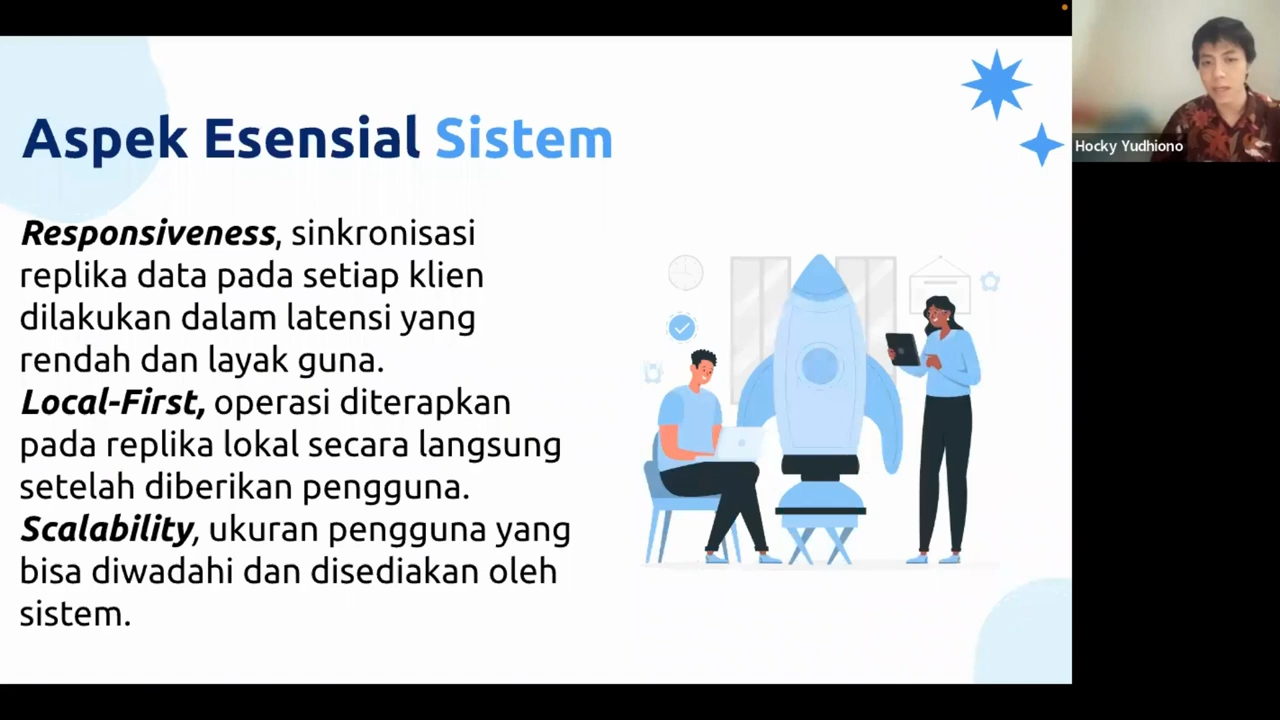 Aspek Esensial Sistem
Responsiveness, sinkronisasi
replika data pada setiap klien
dilakukan dalam latensi yang
rendah dan layak guna.
Local-First, operasi diterapkan
pada replika lokal secara langsung
setelah diberikan pengguna.
Scalability, ukuran pengguna yang
bisa diwadahi dan disediakan oleh
sistem.
Hocky Yudhiono